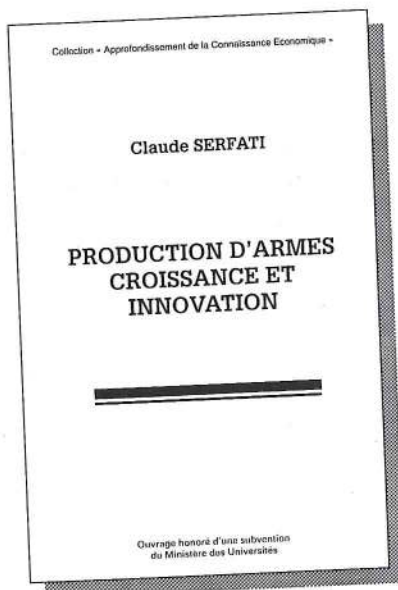 Collection « Approfondissement de la Connaissance Economique »
Claude SERFATI
PRODUCTION D'ARMES
CROISSANCE ET
INNOVATION
Ouvrage honoré d'une subvention
du Ministère des Universités